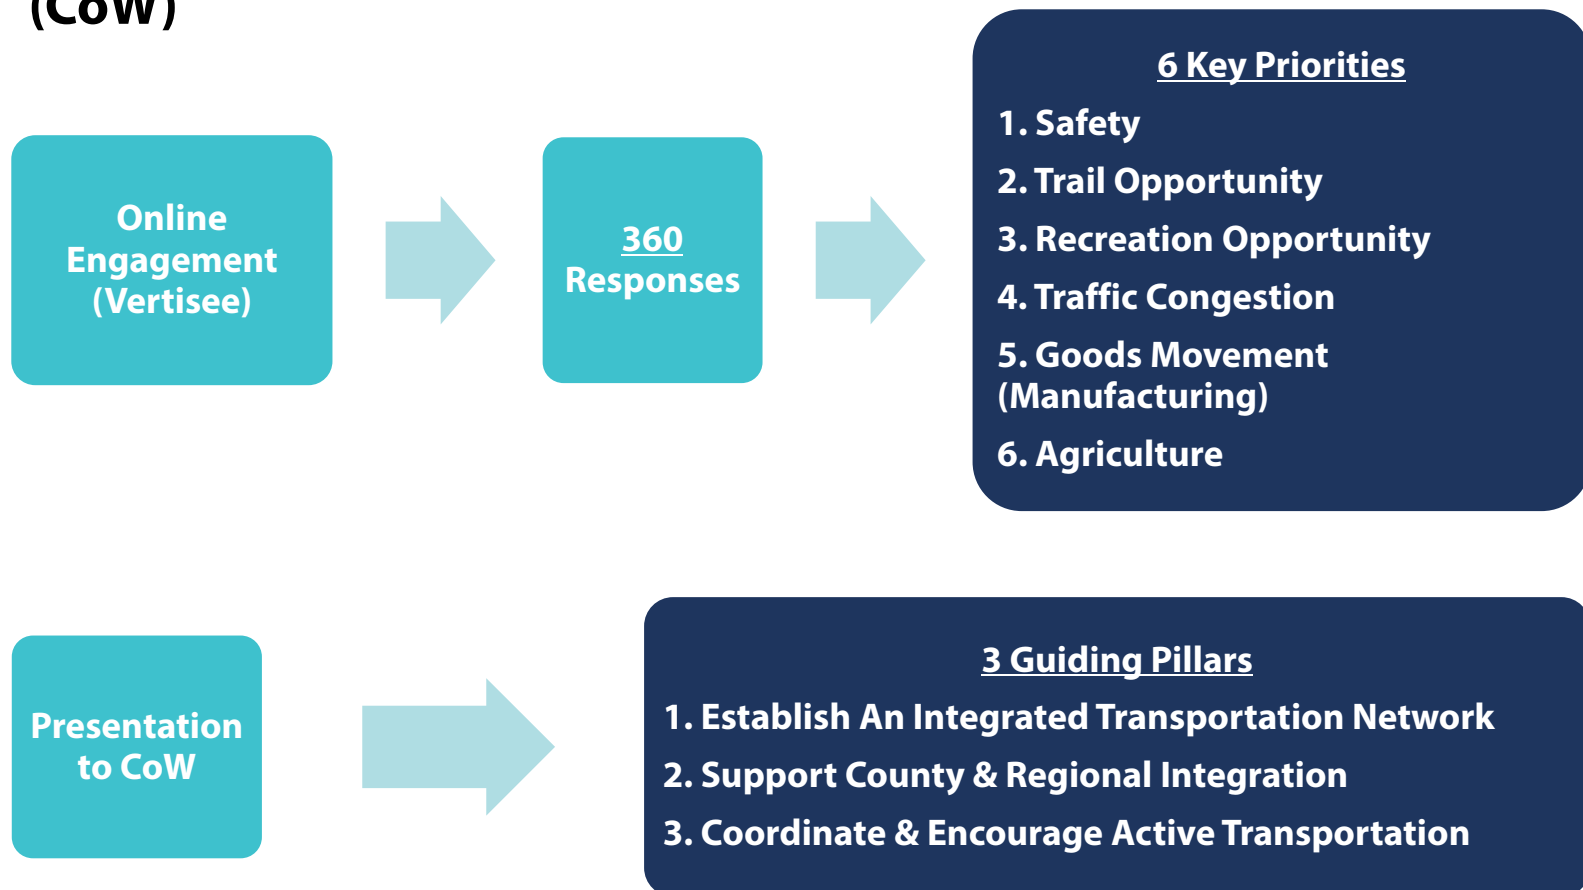 (CoW)
Online
Engagement
(Vertisee)
360
Responses
6 Key Priorities
1. Safety
2. Trail Opportunity
3. Recreation Opportunity
4. Traffic Congestion
5. Goods Movement
(Manufacturing)
6. Agriculture
Presentation
to CoW
3 Guiding Pillars
1. Establish An Integrated Transportation Network
2. Support County & Regional Integration
3. Coordinate & Encourage Active Transportation